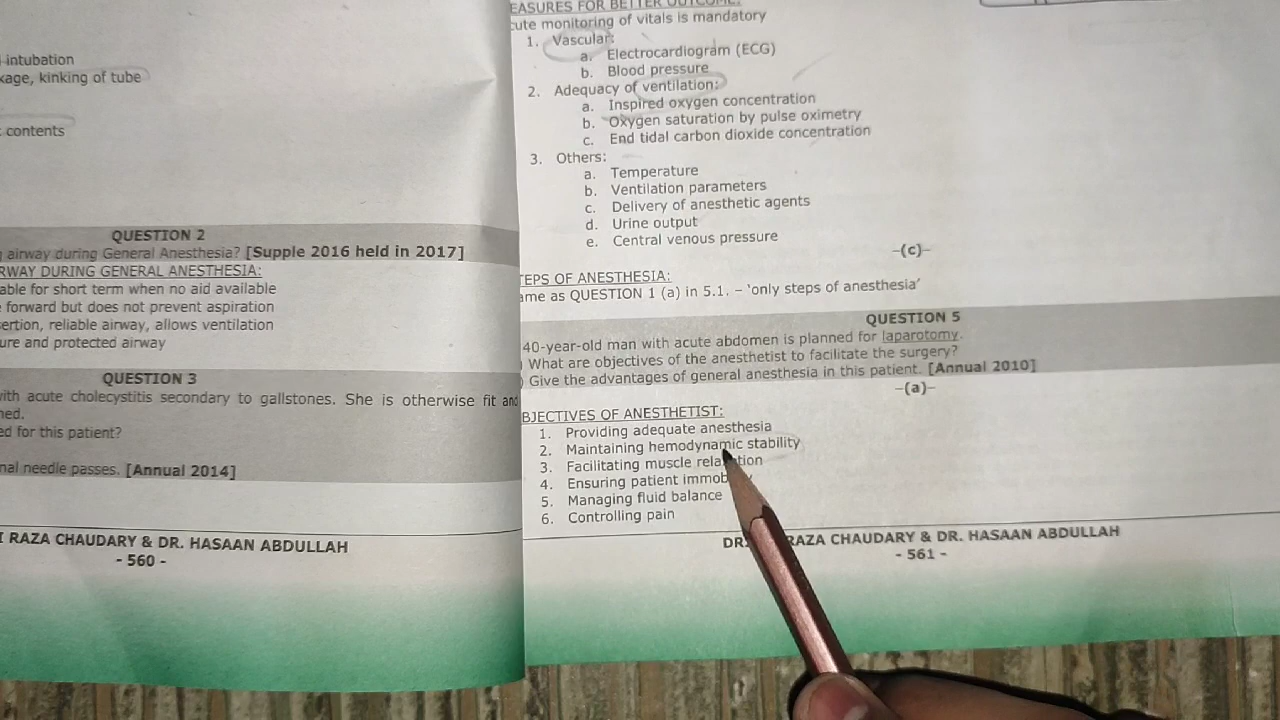 intubation
kage, kinking of tube
contents
QUESTION 2
airway during General Anesthesia? [Supple 2016 held in 2017]
RWAY DURING GENERAL ANESTHESIA:
able for short term when no aid available
forward but does not prevent aspiration
sertion, reliable airway, allows ventilation
ure and protected airway
QUESTION 3
with acute cholecystitis secondary to gallstones. She is otherwise fit and
ned.
ed for this patient?
nal needle passes. [Annual 2014]
I RAZA CHAUDARY & DR. HASAAN ABDULLAH
- 560 -
EASURES FOR BETTER OUTCOME:
cute monitoring of vitals is mandatory
1. Vascular:
a. Electrocardiogram (ECG)
b. Blood pressure
2. Adequacy of ventilation:
a. Inspired oxygen concentration
b. Oxygen saturation by pulse oximetry
c. End tidal carbon dioxide concentration
3. Others:
a. Temperature
b. Ventilation parameters
c. Delivery of anesthetic agents
d. Urine output
e. Central venous pressure
-(c)-
TEPS OF ANESTHESIA:
ame as QUESTION 1 (a) in 5.1. – 'only steps of anesthesia'
QUESTION 5
40-year-old man with acute abdomen is planned for laparotomy.
) What are objectives of the anesthetist to facilitate the surgery?
) Give the advantages of general anesthesia in this patient. [Annual 2010]
-(a)-
BJECTIVES OF ANESTHETIST:
1. Providing adequate anesthesia
2. Maintaining hemodynamic stability
3. Facilitating muscle rela tion
4. Ensuring patient immob
5. Managing fluid balance
6. Controlling pain
DR. RAZA CHAUDARY & DR. HASAAN ABDULLAH
- 561 -